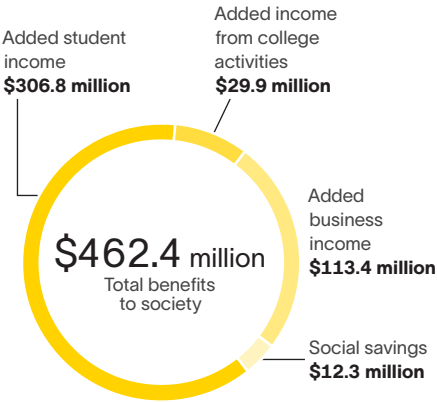 Added student
income
$306.8 million
Added income
from college
activities
$29.9 million
Added
business
income
$113.4 million
$462.4 million
Total benefits
to society
Social savings
$12.3 million